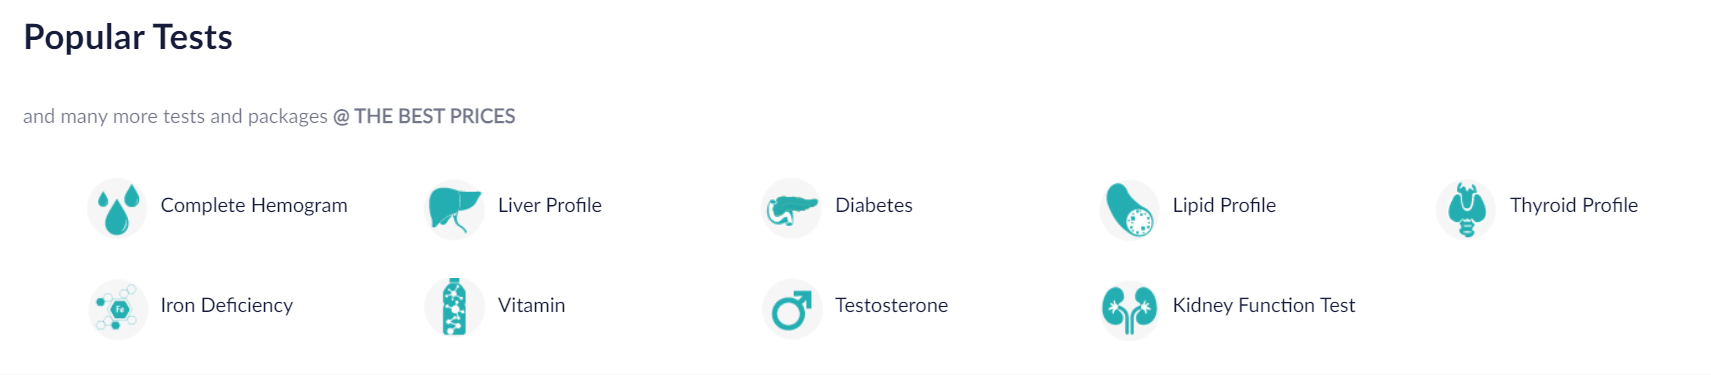 Popular Tests
and many more tests and packages @ THE BEST PRICES
Complete Hemogram
Liver Profile
Diabetes
Lipid Profile
Thyroid Profile
Iron Deficiency
Fe
Vitamin
Testosterone
Kidney Function Test